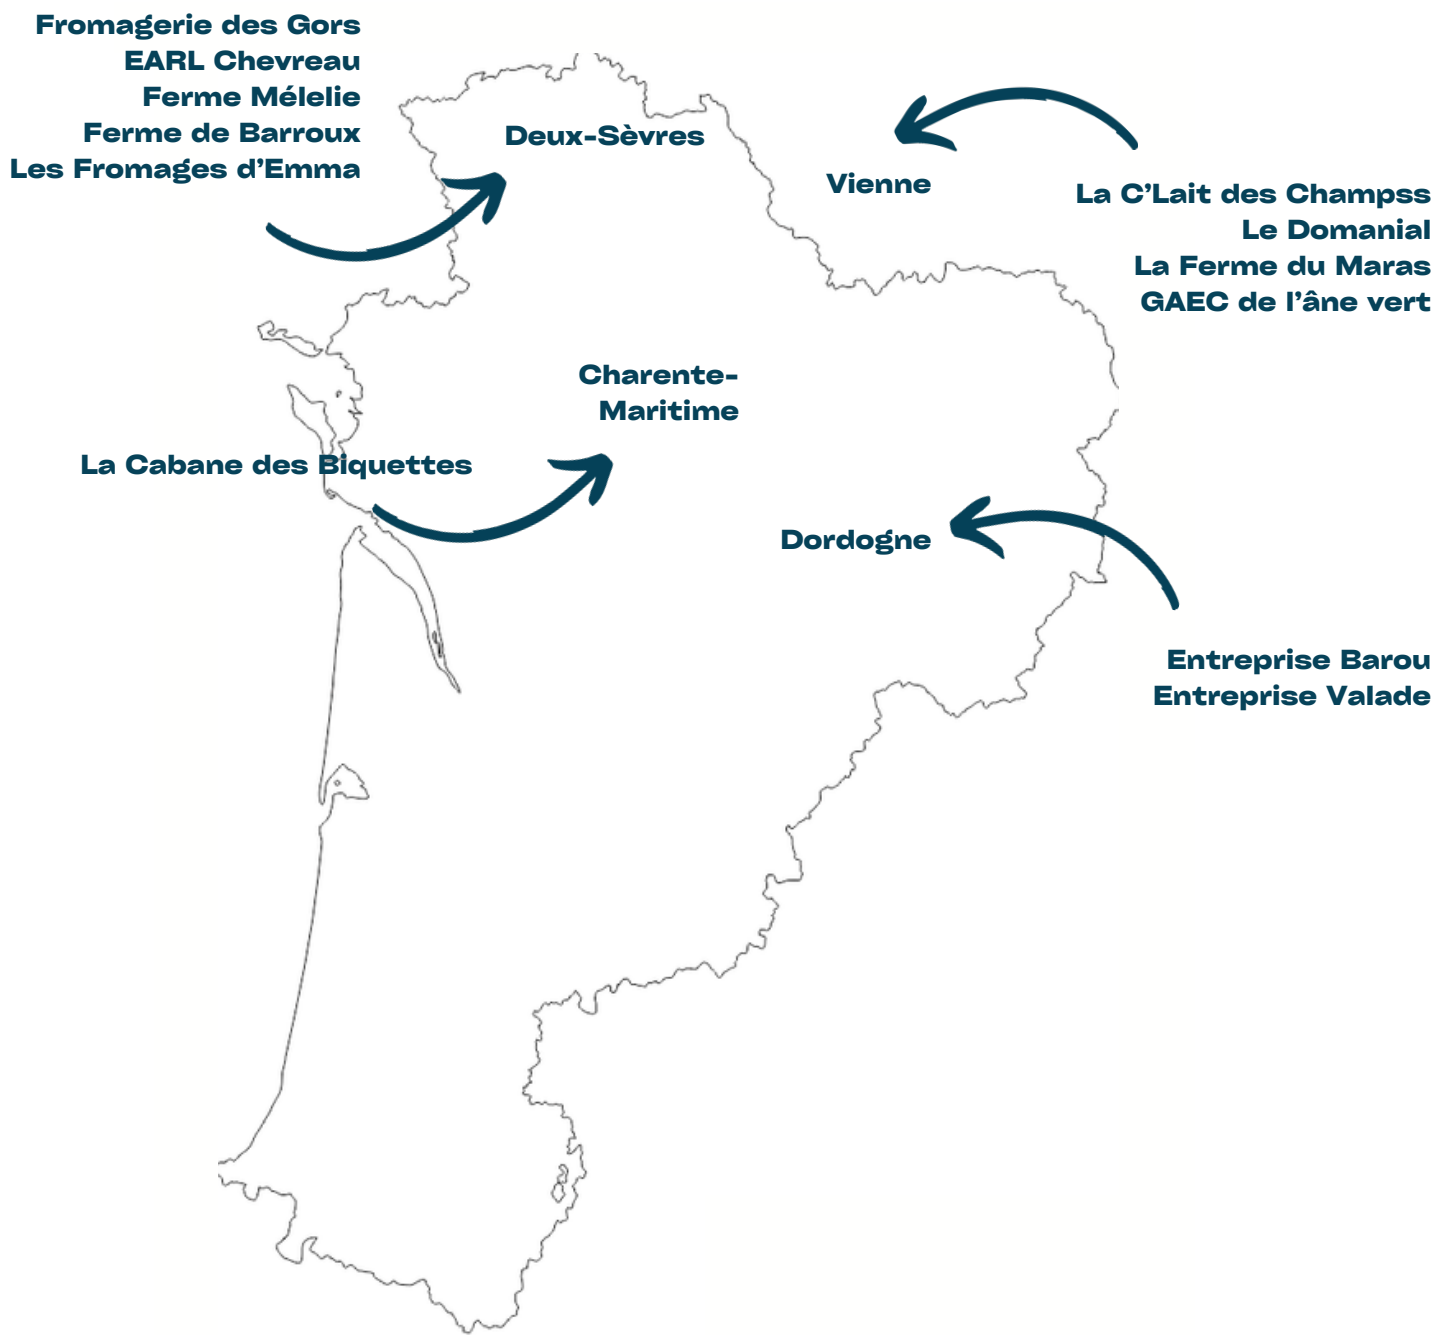 Fromagerie des Gors
EARL Chevreau
Ferme Mélelie
Ferme de Barroux
Les Fromages d’Emma
Deux-Sèvres
Vienne
La C’Lait des Champss
Le Domanial
La Ferme du Maras
GAEC de l’âne vert
Charente-
Maritime
La Cabane des Biquettes
Dordogne
Entreprise Barou
Entreprise Valade